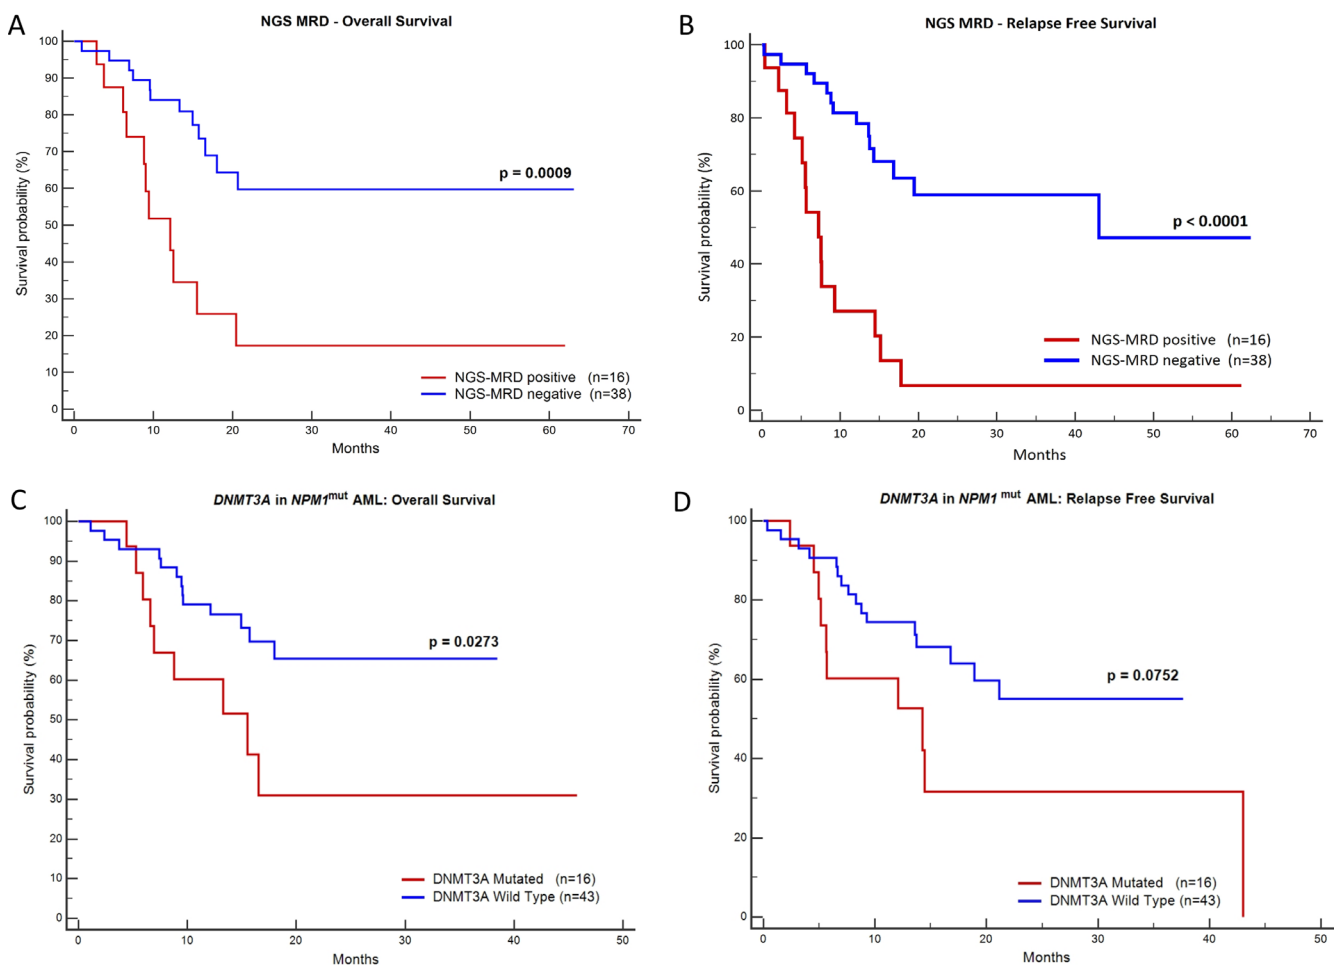 A
NGS MRD - Overall Survival
Survival probability (%)
100
90
80
70
60
50
40
30
20
10
0
p = 0.0009
NGS-MRD positive (n=16)
NGS-MRD negative (n=38)
0 10 20 30 40 50 60 70
Months
B
NGS MRD - Relapse Free Survival
Survival probability (%)
100
80
60
40
20
0
p < 0.0001
NGS-MRD positive (n=16)
NGS-MRD negative (n=38)
0 10 20 30 40 50 60 70
Months
C
DNMT3A in NPM1mut AML: Overall Survival
Survival probability (%)
100
90
80
70
60
50
40
30
20
10
0
p = 0.0273
DNMT3A Mutated (n=16)
DNMT3A Wild Type (n=43)
0 10 20 30 40 50
Months
D
DNMT3A in NPM1 mut AML: Relapse Free Survival
Survival probability (%)
100
80
60
40
20
0
p = 0.0752
DNMT3A Mutated (n=16)
DNMT3A Wild Type (n=43)
0 10 20 30 40 50
Months